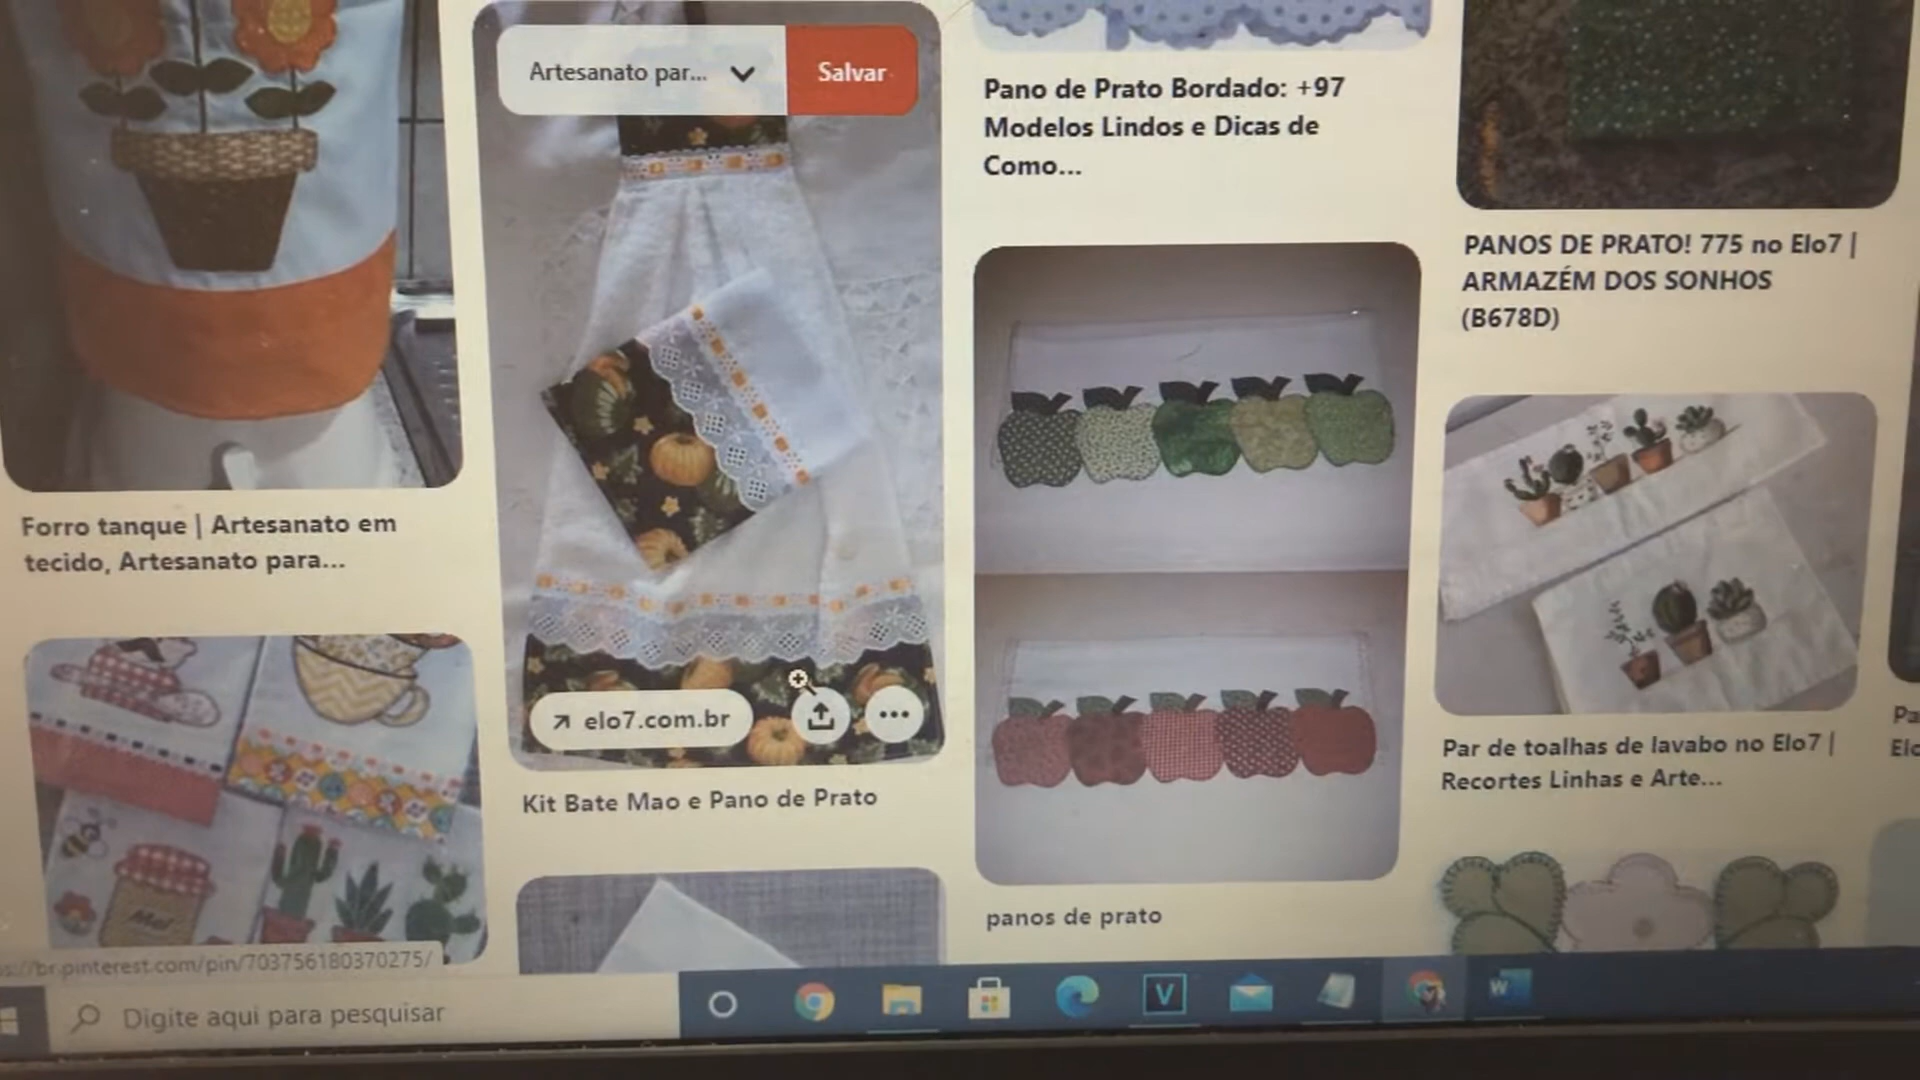 Artesanato par...
Salvar
Pano de Prato Bordado: +97
Modelos Lindos e Dicas de
Como...
PANOS DE PRATO! 775 no Elo7 |
ARMAZÉM DOS SONHOS
(B678D)
Forro tanque | Artesanato em
tecido, Artesanato para...
elo7.com.br
Kit Bate Mao e Pano de Prato
Par de toalhas de lavabo no Elo7 |
Recortes Linhas e Arte...
Pa
Elo
Mel
panos de prato
s://br.pinterest.com/pin/703756180370275/
Digite aqui para pesquisar
V
W